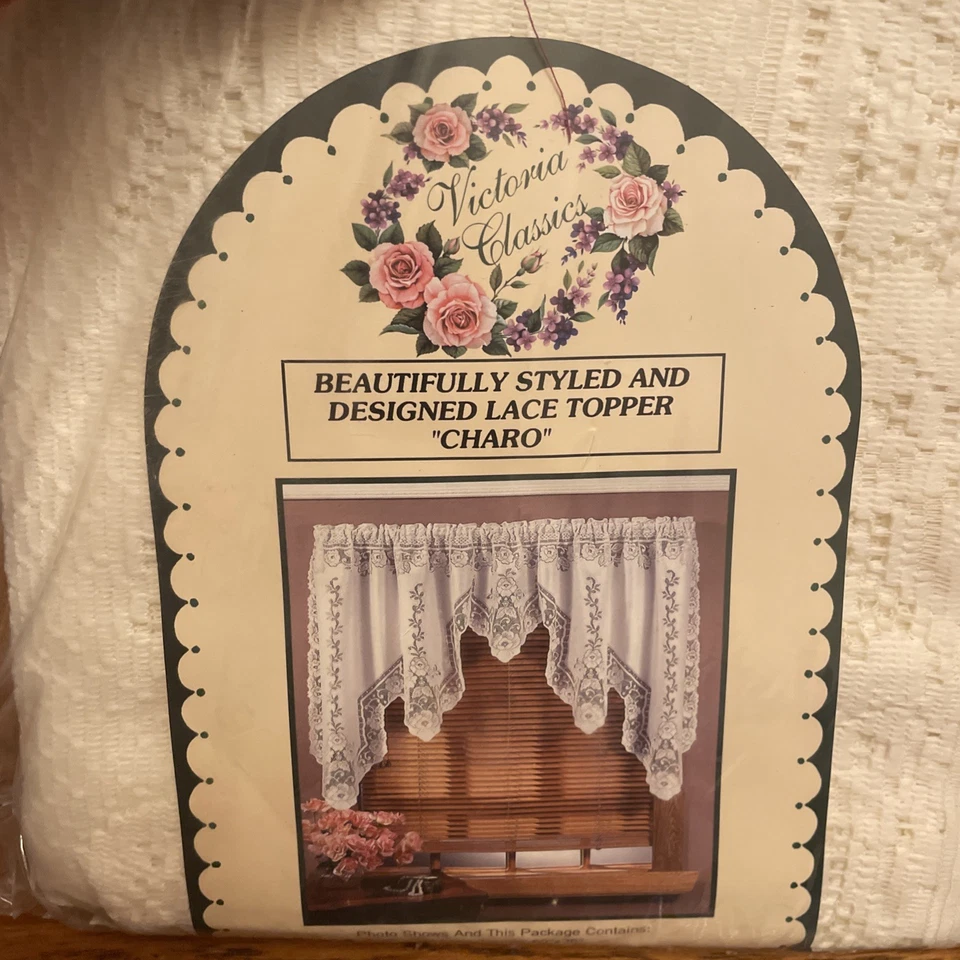 Victoria
Classics
BEAUTIFULLY STYLED AND
DESIGNED LACE TOPPER
"CHARO"
Photo Shows And This Package Contains: